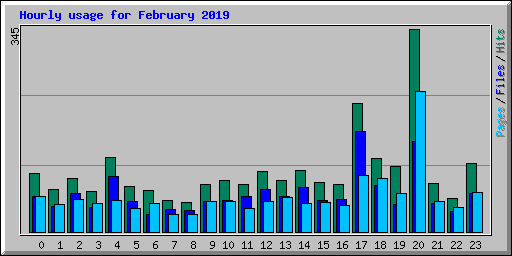 Hourly usage for February 2019
345
Pages / Files / Hits
0 1 2 3 4 5 6 7 8 9 10 11 12 13 14 15 16 17 18 19 20 21 22 23